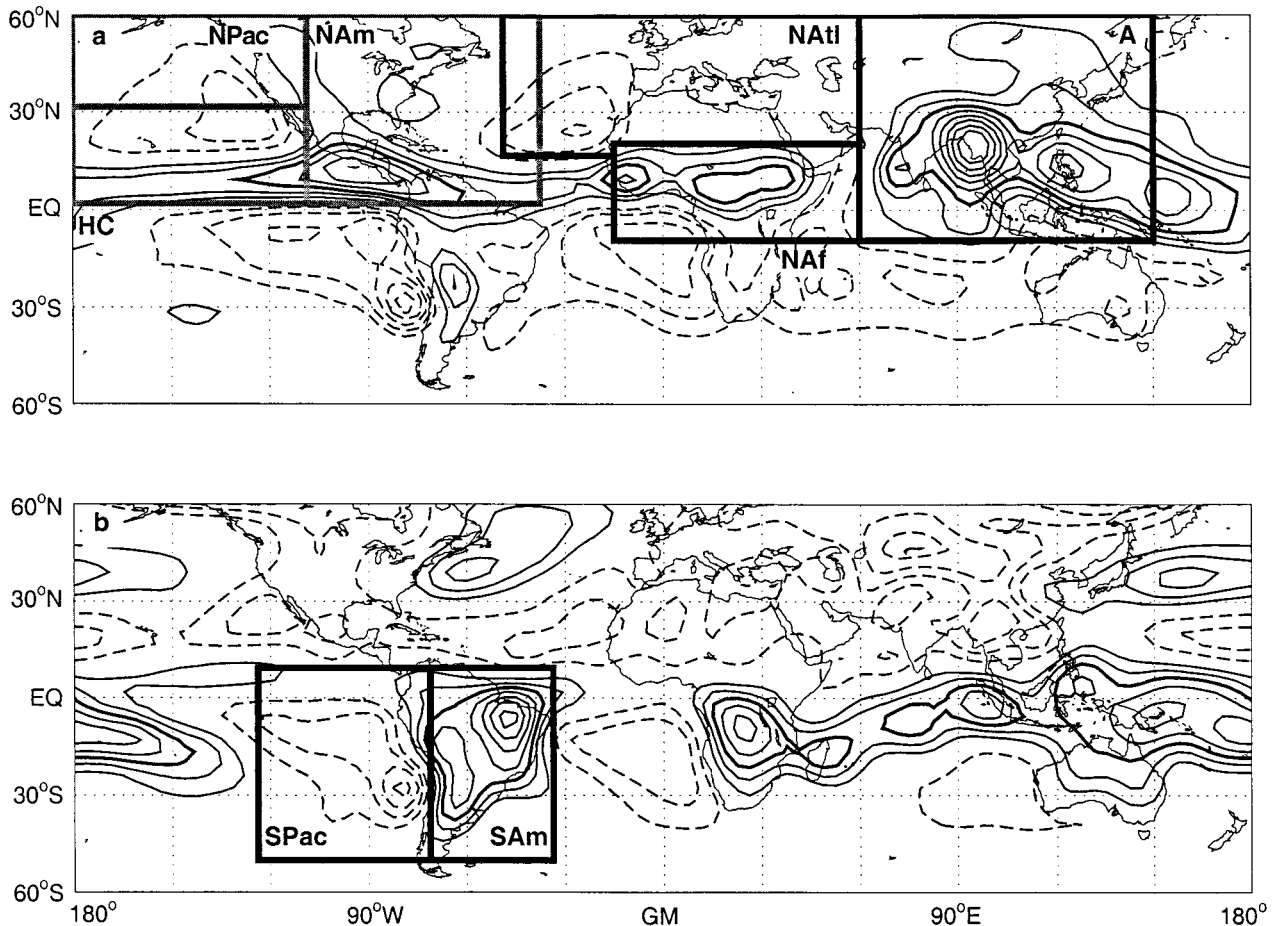 60°N
a
NPac
NAm
NAtl
A
30°N
EQ
HC
NAf
30°S
60°S
60°N
b
30°N
EQ
30°S
SPac
SAm
60°S
180°
90°W
GM
90°E
180°